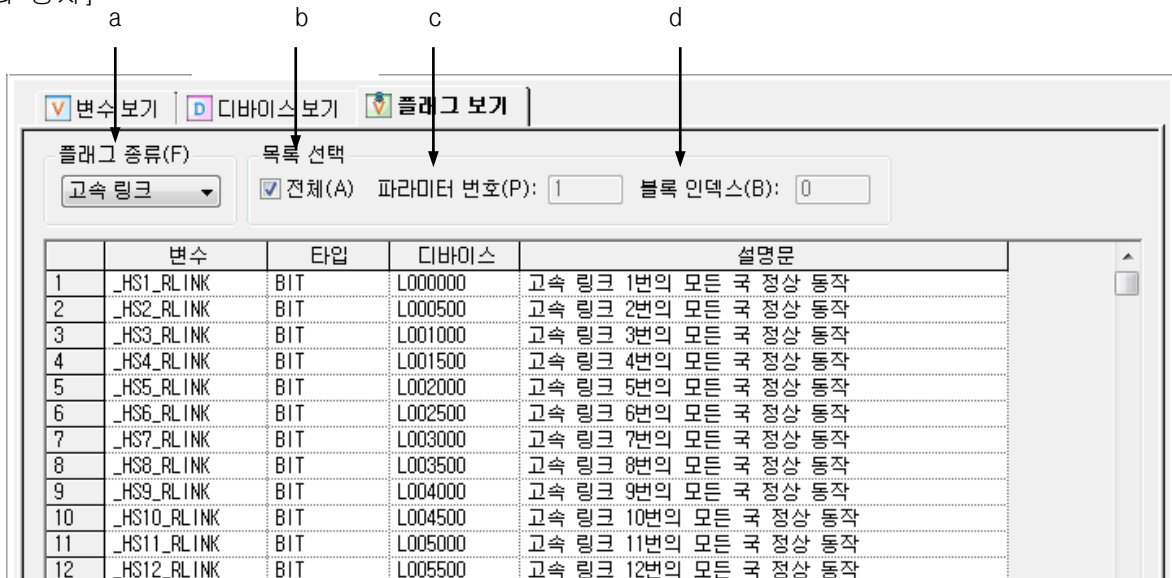 a b c d
변수 보기 디바이스 보기 플래그 보기
플래그 종류(F) 목록 선택
고속 링크 전체(A) 파라미터 번호(P): 1 블록 인덱스(B): 0
변수 타입 디바이스 설명문
1 _HS1_RLINK BIT L000000 고속 링크 1번의 모든 국 정상 동작
2 _HS2_RLINK BIT L000500 고속 링크 2번의 모든 국 정상 동작
3 _HS3_RLINK BIT L001000 고속 링크 3번의 모든 국 정상 동작
4 _HS4_RLINK BIT L001500 고속 링크 4번의 모든 국 정상 동작
5 _HS5_RLINK BIT L002000 고속 링크 5번의 모든 국 정상 동작
6 _HS6_RLINK BIT L002500 고속 링크 6번의 모든 국 정상 동작
7 _HS7_RLINK BIT L003000 고속 링크 7번의 모든 국 정상 동작
8 _HS8_RLINK BIT L003500 고속 링크 8번의 모든 국 정상 동작
9 _HS9_RLINK BIT L004000 고속 링크 9번의 모든 국 정상 동작
10 _HS10_RLINK BIT L004500 고속 링크 10번의 모든 국 정상 동작
11 _HS11_RLINK BIT L005000 고속 링크 11번의 모든 국 정상 동작
12 _HS12_RLINK BIT L005500 고속 링크 12번의 모든 국 정상 동작